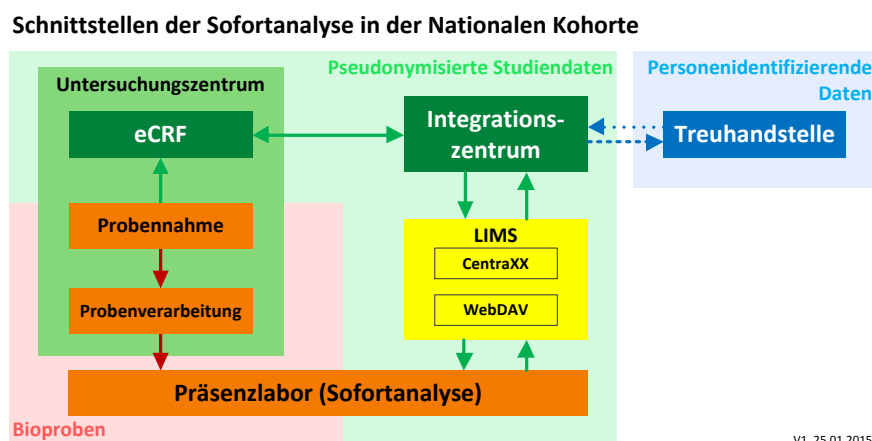 Schnittstellen der Sofortanalyse in der Nationalen Kohorte
Pseudonymisierte Studiendaten
Personenidentifizierende
Daten
Untersuchungszentrum
eCRF
Integrations-
zentrum
Treuhandstelle
Probennahme
LIMS
CentraXX
Probenverarbeitung
WebDAV
Präsenzlabor (Sofortanalyse)
Bioproben
V1, 25.01.2015